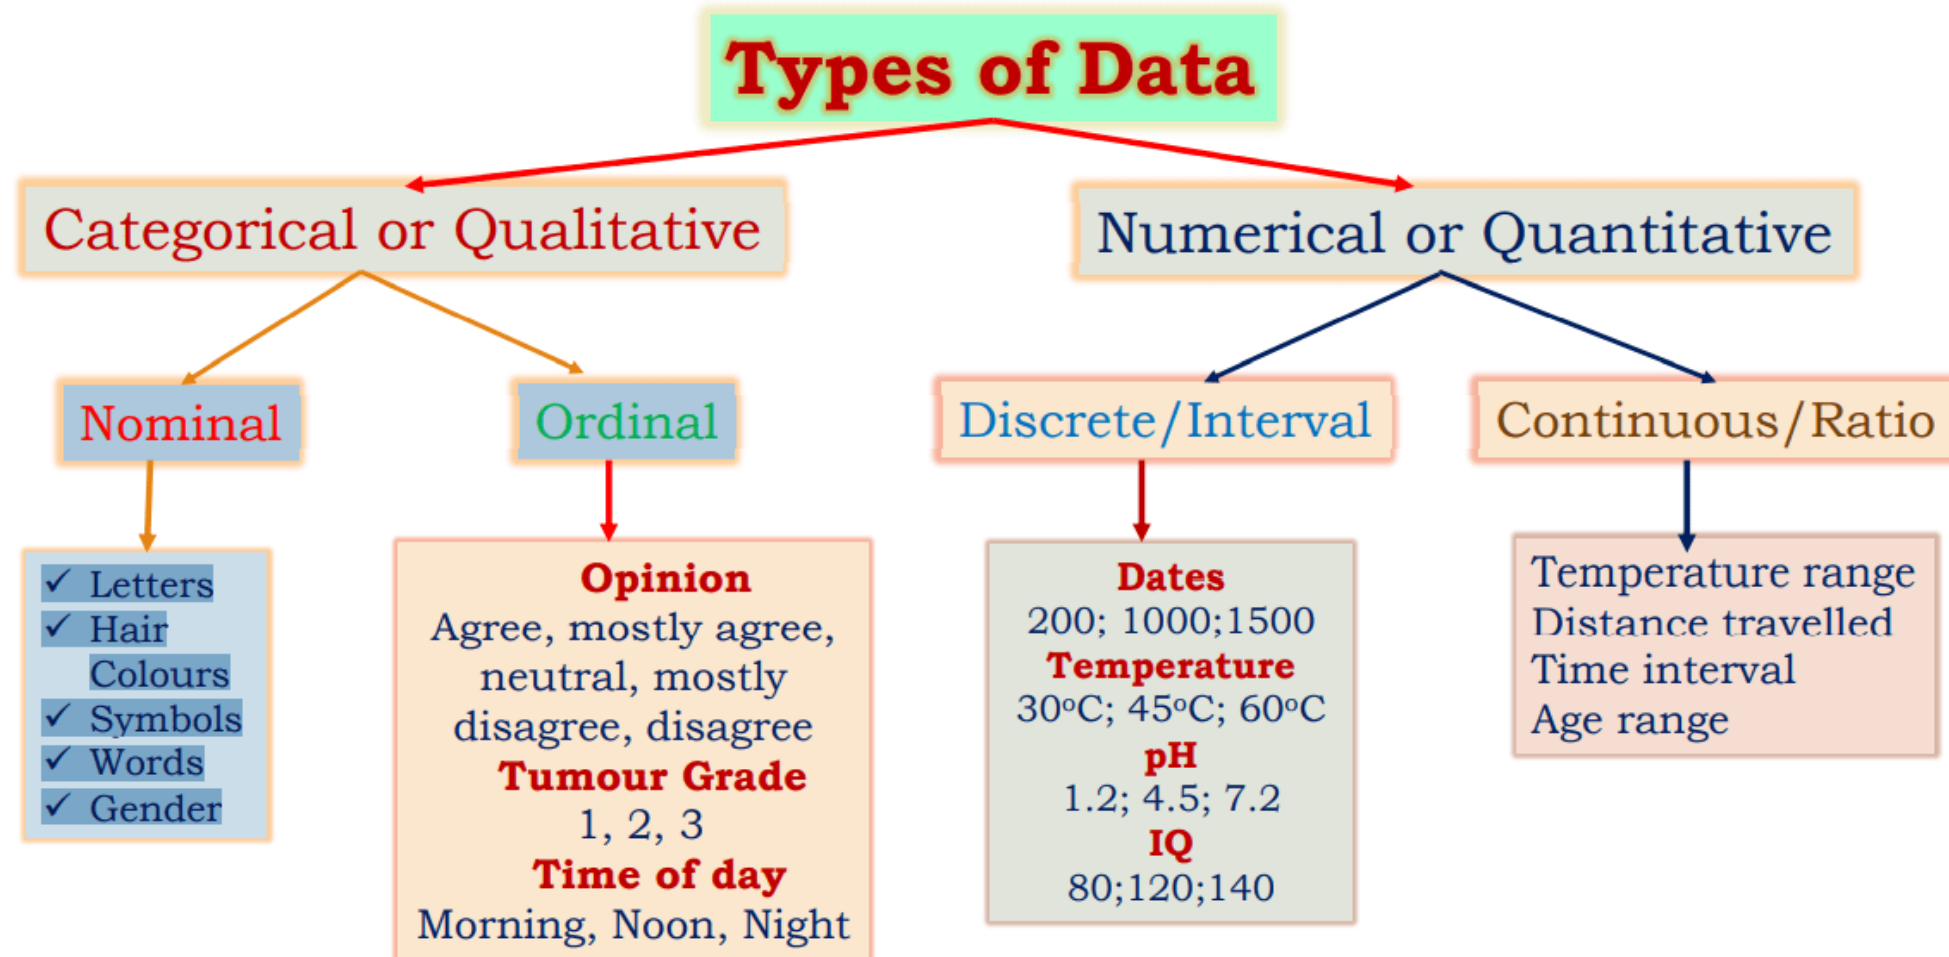 Types of Data
Categorical or Qualitative
Numerical or Quantitative
Nominal
Ordinal
Discrete/Interval
Continuous/Ratio
✓ Letters
✓ Hair
Colours
✓ Symbols
✓ Words
✓ Gender
Opinion
Agree, mostly agree,
neutral, mostly
disagree, disagree
Tumour Grade
1, 2, 3
Time of day
Morning, Noon, Night
Dates
200; 1000;1500
Temperature
30°C; 45°C; 60°C
pH
1.2; 4.5; 7.2
IQ
80;120;140
Temperature range
Distance travelled
Time interval
Age range